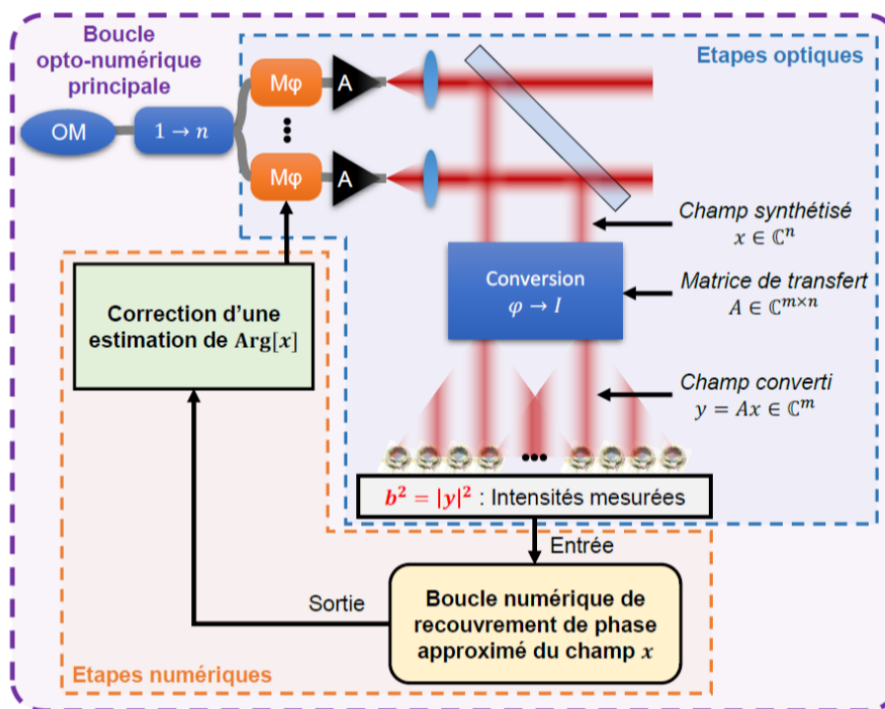 Boucle
opto-numérique
principale
Etapes optiques
OM
1 → n
Mφ
A
Mφ
A
Champ synthétisé
x ∈ ℂⁿ
Conversion
φ → I
Matrice de transfert
A ∈ ℂᵐˣⁿ
Correction d'une
estimation de Arg[x]
Champ converti
y = Ax ∈ ℂᵐ
b² = |y|² : Intensités mesurées
Entrée
Sortie
Boucle numérique de
recouvrement de phase
approximé du champ x
Etapes numériques